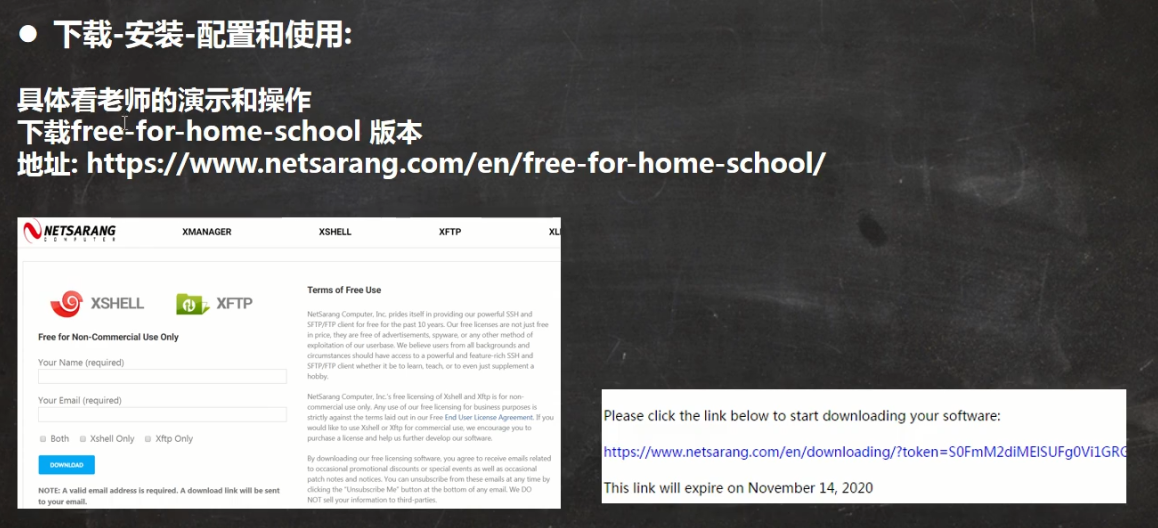 ● 下载-安装-配置和使用:
具体看老师的演示和操作
下载free-for-home-school 版本
地址: https://www.netsarang.com/en/free-for-home-school/
NETSARANG
COMPUTER
XMANAGER
XSHELL
XFTP
XL
XSHELL
XFTP
Free for Non-Commercial Use Only
Your Name (required)
Your Email (required)
Both
Xshell Only
Xftp Only
DOWNLOAD
NOTE: A valid email address is required. A download link will be sent
to your email.
Terms of Free Use
NetSarang Computer, Inc. prides itself in providing our powerful SSH and
SFTP/FTP client for free for the past 10 years. Our free licenses are not just free
in price, they are free of advertisements, spyware, or any other method of
exploitation of our userbase. We believe users from all backgrounds and
circumstances should have access to a powerful and feature-rich SSH and
SFTP/FTP client whether it be to learn, teach, or to even just supplement a
hobby.
NetSarang Computer, Inc.'s free licensing of Xshell and Xftp is for non-
commercial use only. Any use of our free licensing for business purposes is
strictly against the terms laid out in our Free End User License Agreement. If you
would like to use Xshell or Xftp for commercial use, we encourage you to
purchase a license and help us further develop our software.
By downloading our free licensing software, you agree to receive emails related
to occasional promotional discounts or special events as well as occasional
patch notes and notices. You can unsubscribe from these emails at any time by
clicking the "Unsubscribe Me" button at the bottom of any email. We DO
NOT sell your information to third-parties.
Please click the link below to start downloading your software:
https://www.netsarang.com/en/downloading/?token=S0FmM2diMElSUFg0Vi1GRG
This link will expire on November 14, 2020